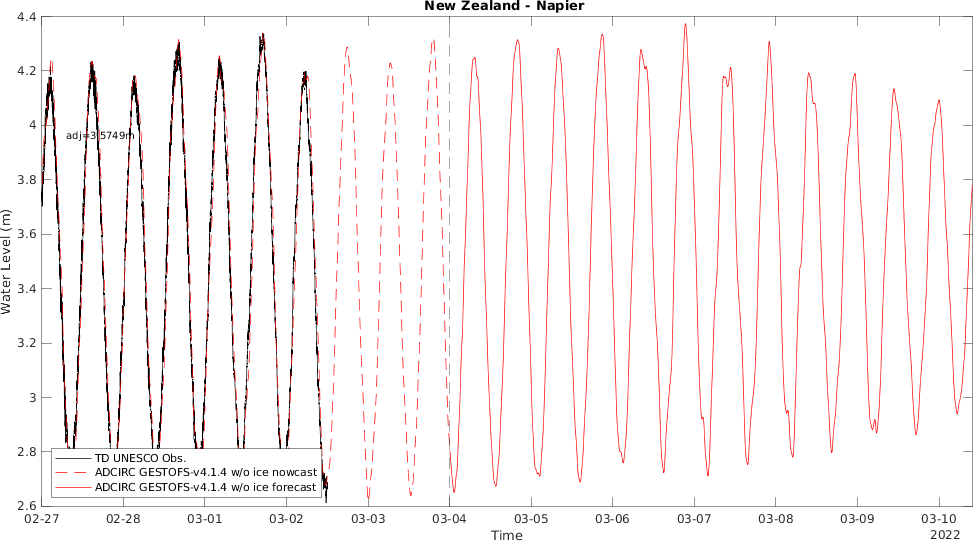 New Zealand - Napier
4.4
4.2
4
3.8
3.6
3.4
3.2
3
2.8
2.6
Water Level (m)
adj=3.5749m
TD UNESCO Obs.
ADCIRC GESTOFS-v4.1.4 w/o ice nowcast
ADCIRC GESTOFS-v4.1.4 w/o ice forecast
02-27 02-28 03-01 03-02 03-03 03-04 03-05 03-06 03-07 03-08 03-09 03-10
Time
2022